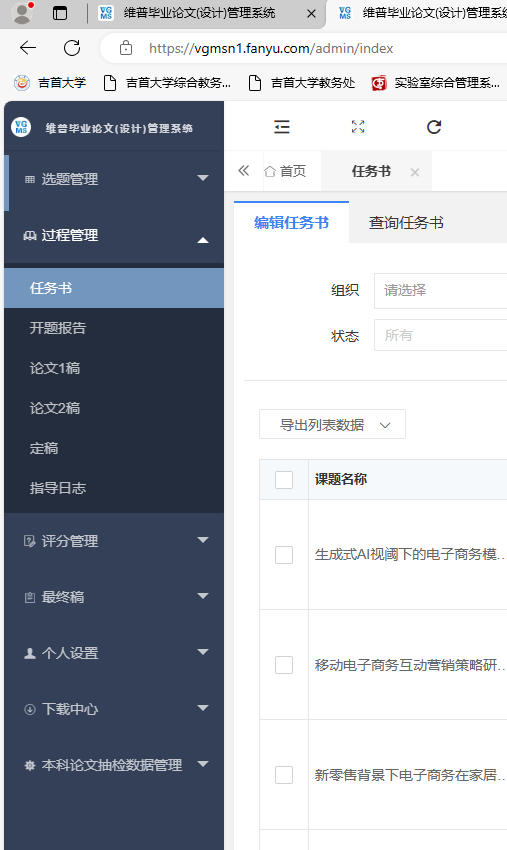 维普毕业论文(设计)管理系统
维普毕业论文(设计)管理系统
https://vgmsn1.fanyu.com/admin/index
吉首大学 吉首大学综合教务... 吉首大学教务处 实验室综合管理系...
VG MS 维普毕业论文(设计)管理系统
选题管理
过程管理
任务书
开题报告
论文1稿
论文2稿
定稿
指导日志
评分管理
最终稿
个人设置
下载中心
本科论文抽检数据管理
首页 任务书
编辑任务书 查询任务书
组织 请选择
状态 所有
导出列表数据
课题名称
生成式AI视阈下的电子商务模...
移动电子商务互动营销策略研...
新零售背景下电子商务在家居...